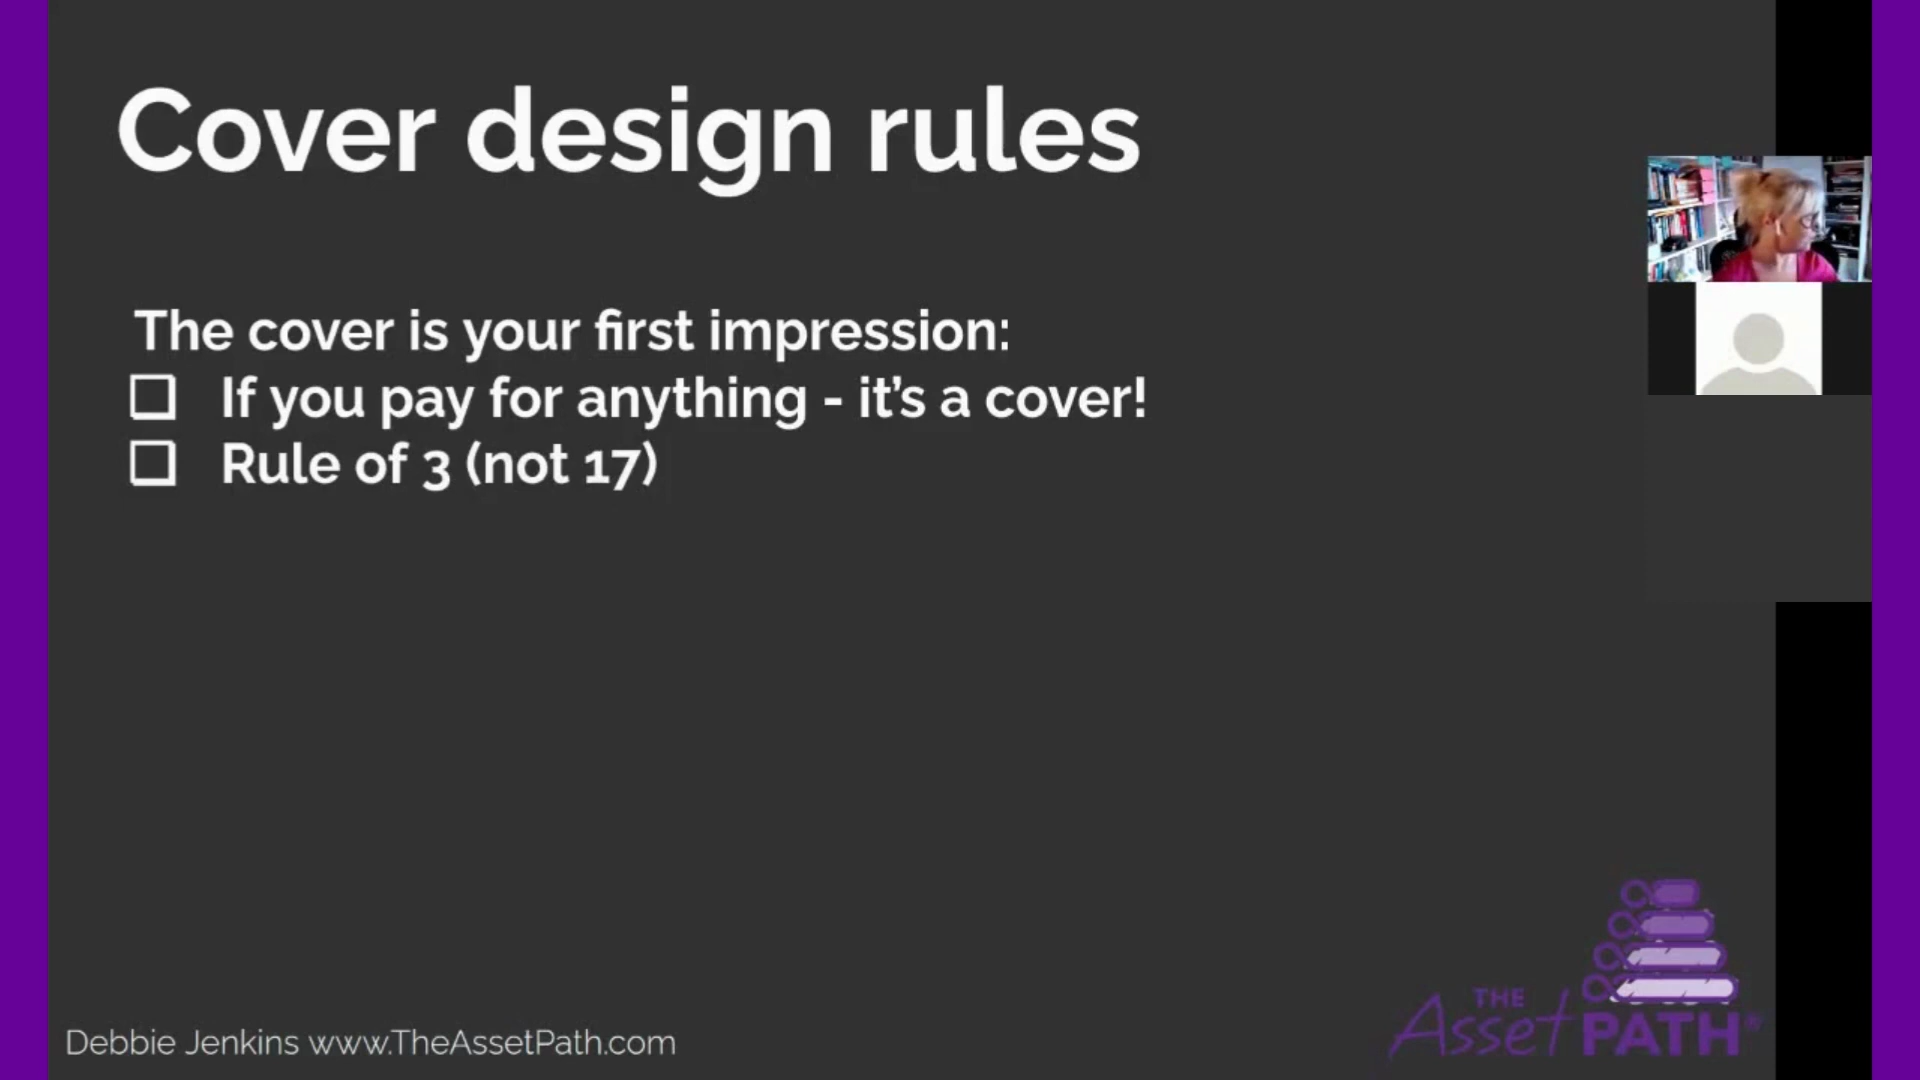 Cover design rules
The cover is your first impression:
If you pay for anything - it's a cover!
Rule of 3 (not 17)
Debbie Jenkins www.TheAssetPath.com
THE
Asset PATH®